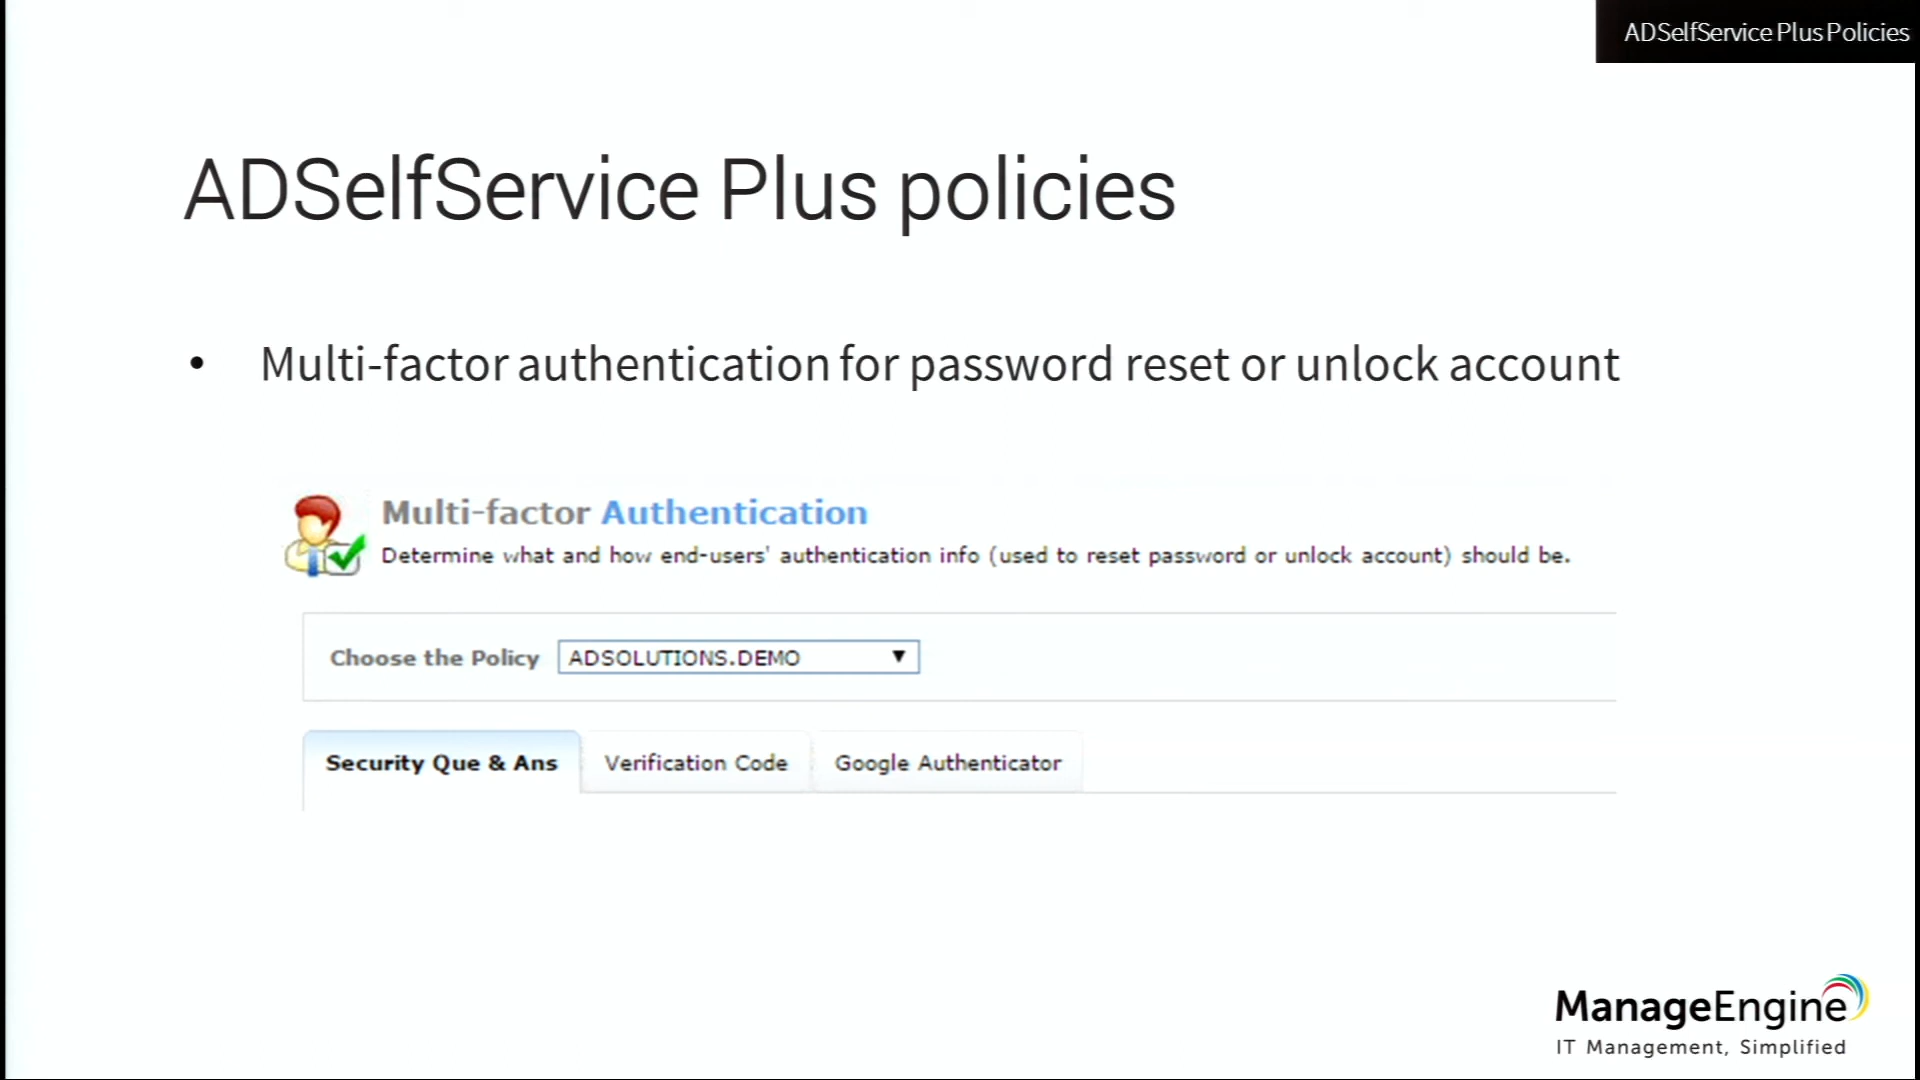 ADSelfService Plus Policies
ADSelfService Plus policies
• Multi-factor authentication for password reset or unlock account
Multi-factor Authentication
Determine what and how end-users' authentication info (used to reset password or unlock account) should be.
Choose the Policy ADSOLUTIONS.DEMO ▼
Security Que & Ans Verification Code Google Authenticator
ManageEngine
IT Management, Simplified